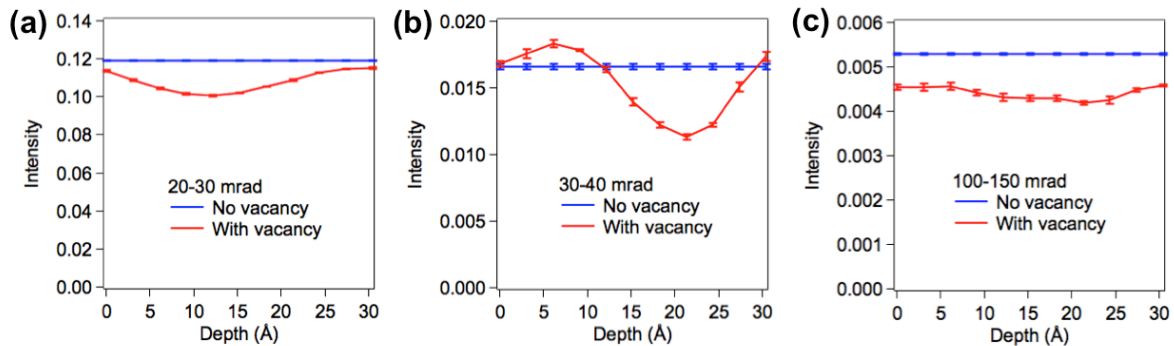 (a)
0.14
0.12
0.10
0.08
0.06
0.04
0.02
0.00
Intensity
20-30 mrad
No vacancy
With vacancy
0 5 10 15 20 25 30
Depth (Å)
(b)
0.020
0.015
0.010
0.005
0.000
Intensity
30-40 mrad
No vacancy
With vacancy
0 5 10 15 20 25 30
Depth (Å)
(c)
0.006
0.005
0.004
0.003
0.002
0.001
0.000
Intensity
100-150 mrad
No vacancy
With vacancy
0 5 10 15 20 25 30
Depth (Å)